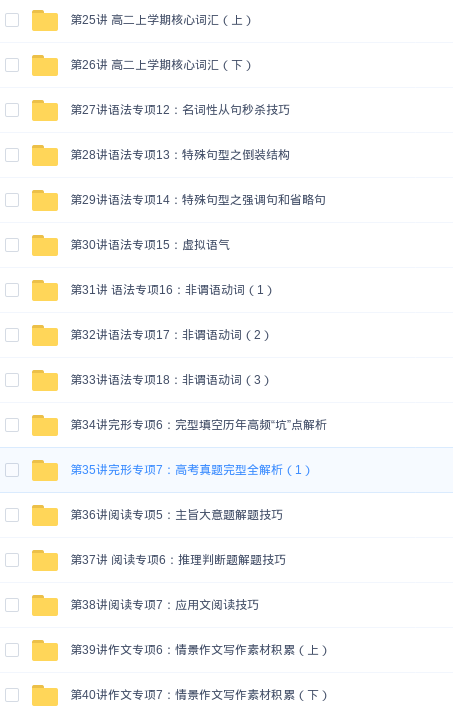 第25讲 高二上学期核心词汇（上）
第26讲 高二上学期核心词汇（下）
第27讲语法专项12：名词性从句秒杀技巧
第28讲语法专项13：特殊句型之倒装结构
第29讲语法专项14：特殊句型之强调句和省略句
第30讲语法专项15：虚拟语气
第31讲 语法专项16：非谓语动词（1）
第32讲语法专项17：非谓语动词（2）
第33讲语法专项18：非谓语动词（3）
第34讲完形专项6：完型填空历年高频“坑”点解析
第35讲完形专项7：高考真题完型全解析（1）
第36讲阅读专项5：主旨大意题解题技巧
第37讲 阅读专项6：推理判断题解题技巧
第38讲阅读专项7：应用文阅读技巧
第39讲作文专项6：情景作文写作素材积累（上）
第40讲作文专项7：情景作文写作素材积累（下）